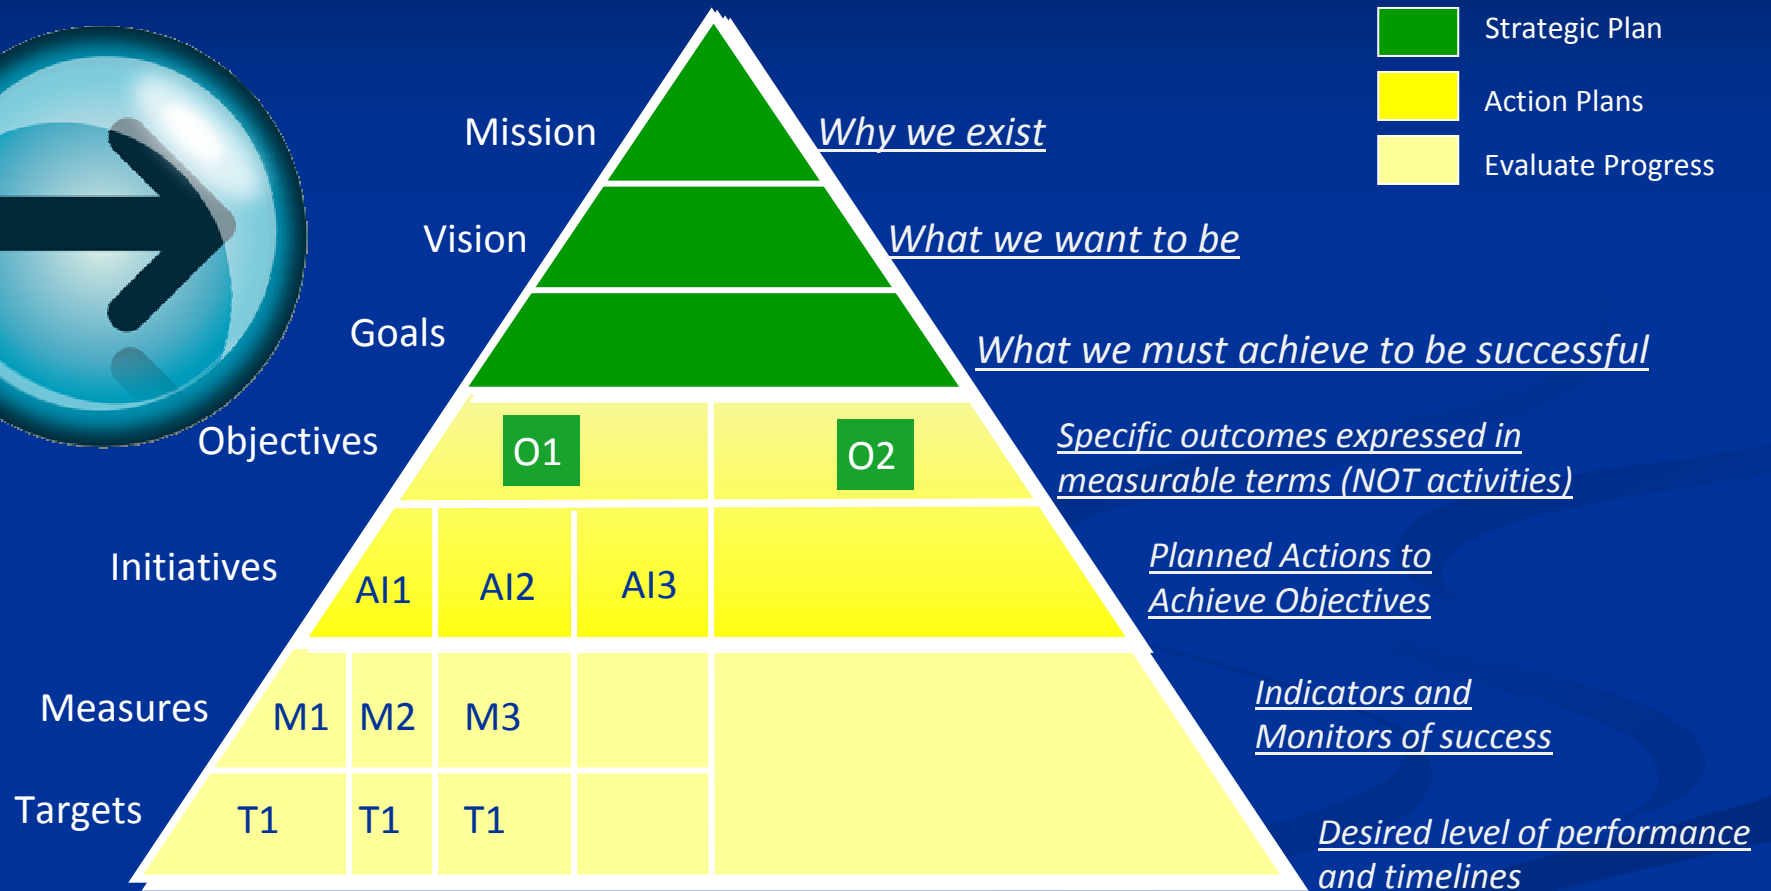 Strategic Plan
Action Plans
Evaluate Progress
Mission
Why we exist
Vision
What we want to be
Goals
What we must achieve to be successful
Objectives
O1
O2
Specific outcomes expressed in
measurable terms (NOT activities)
Initiatives
AI1
AI2
AI3
Planned Actions to
Achieve Objectives
Measures
M1
M2
M3
Indicators and
Monitors of success
Targets
T1
T1
T1
Desired level of performance
and timelines